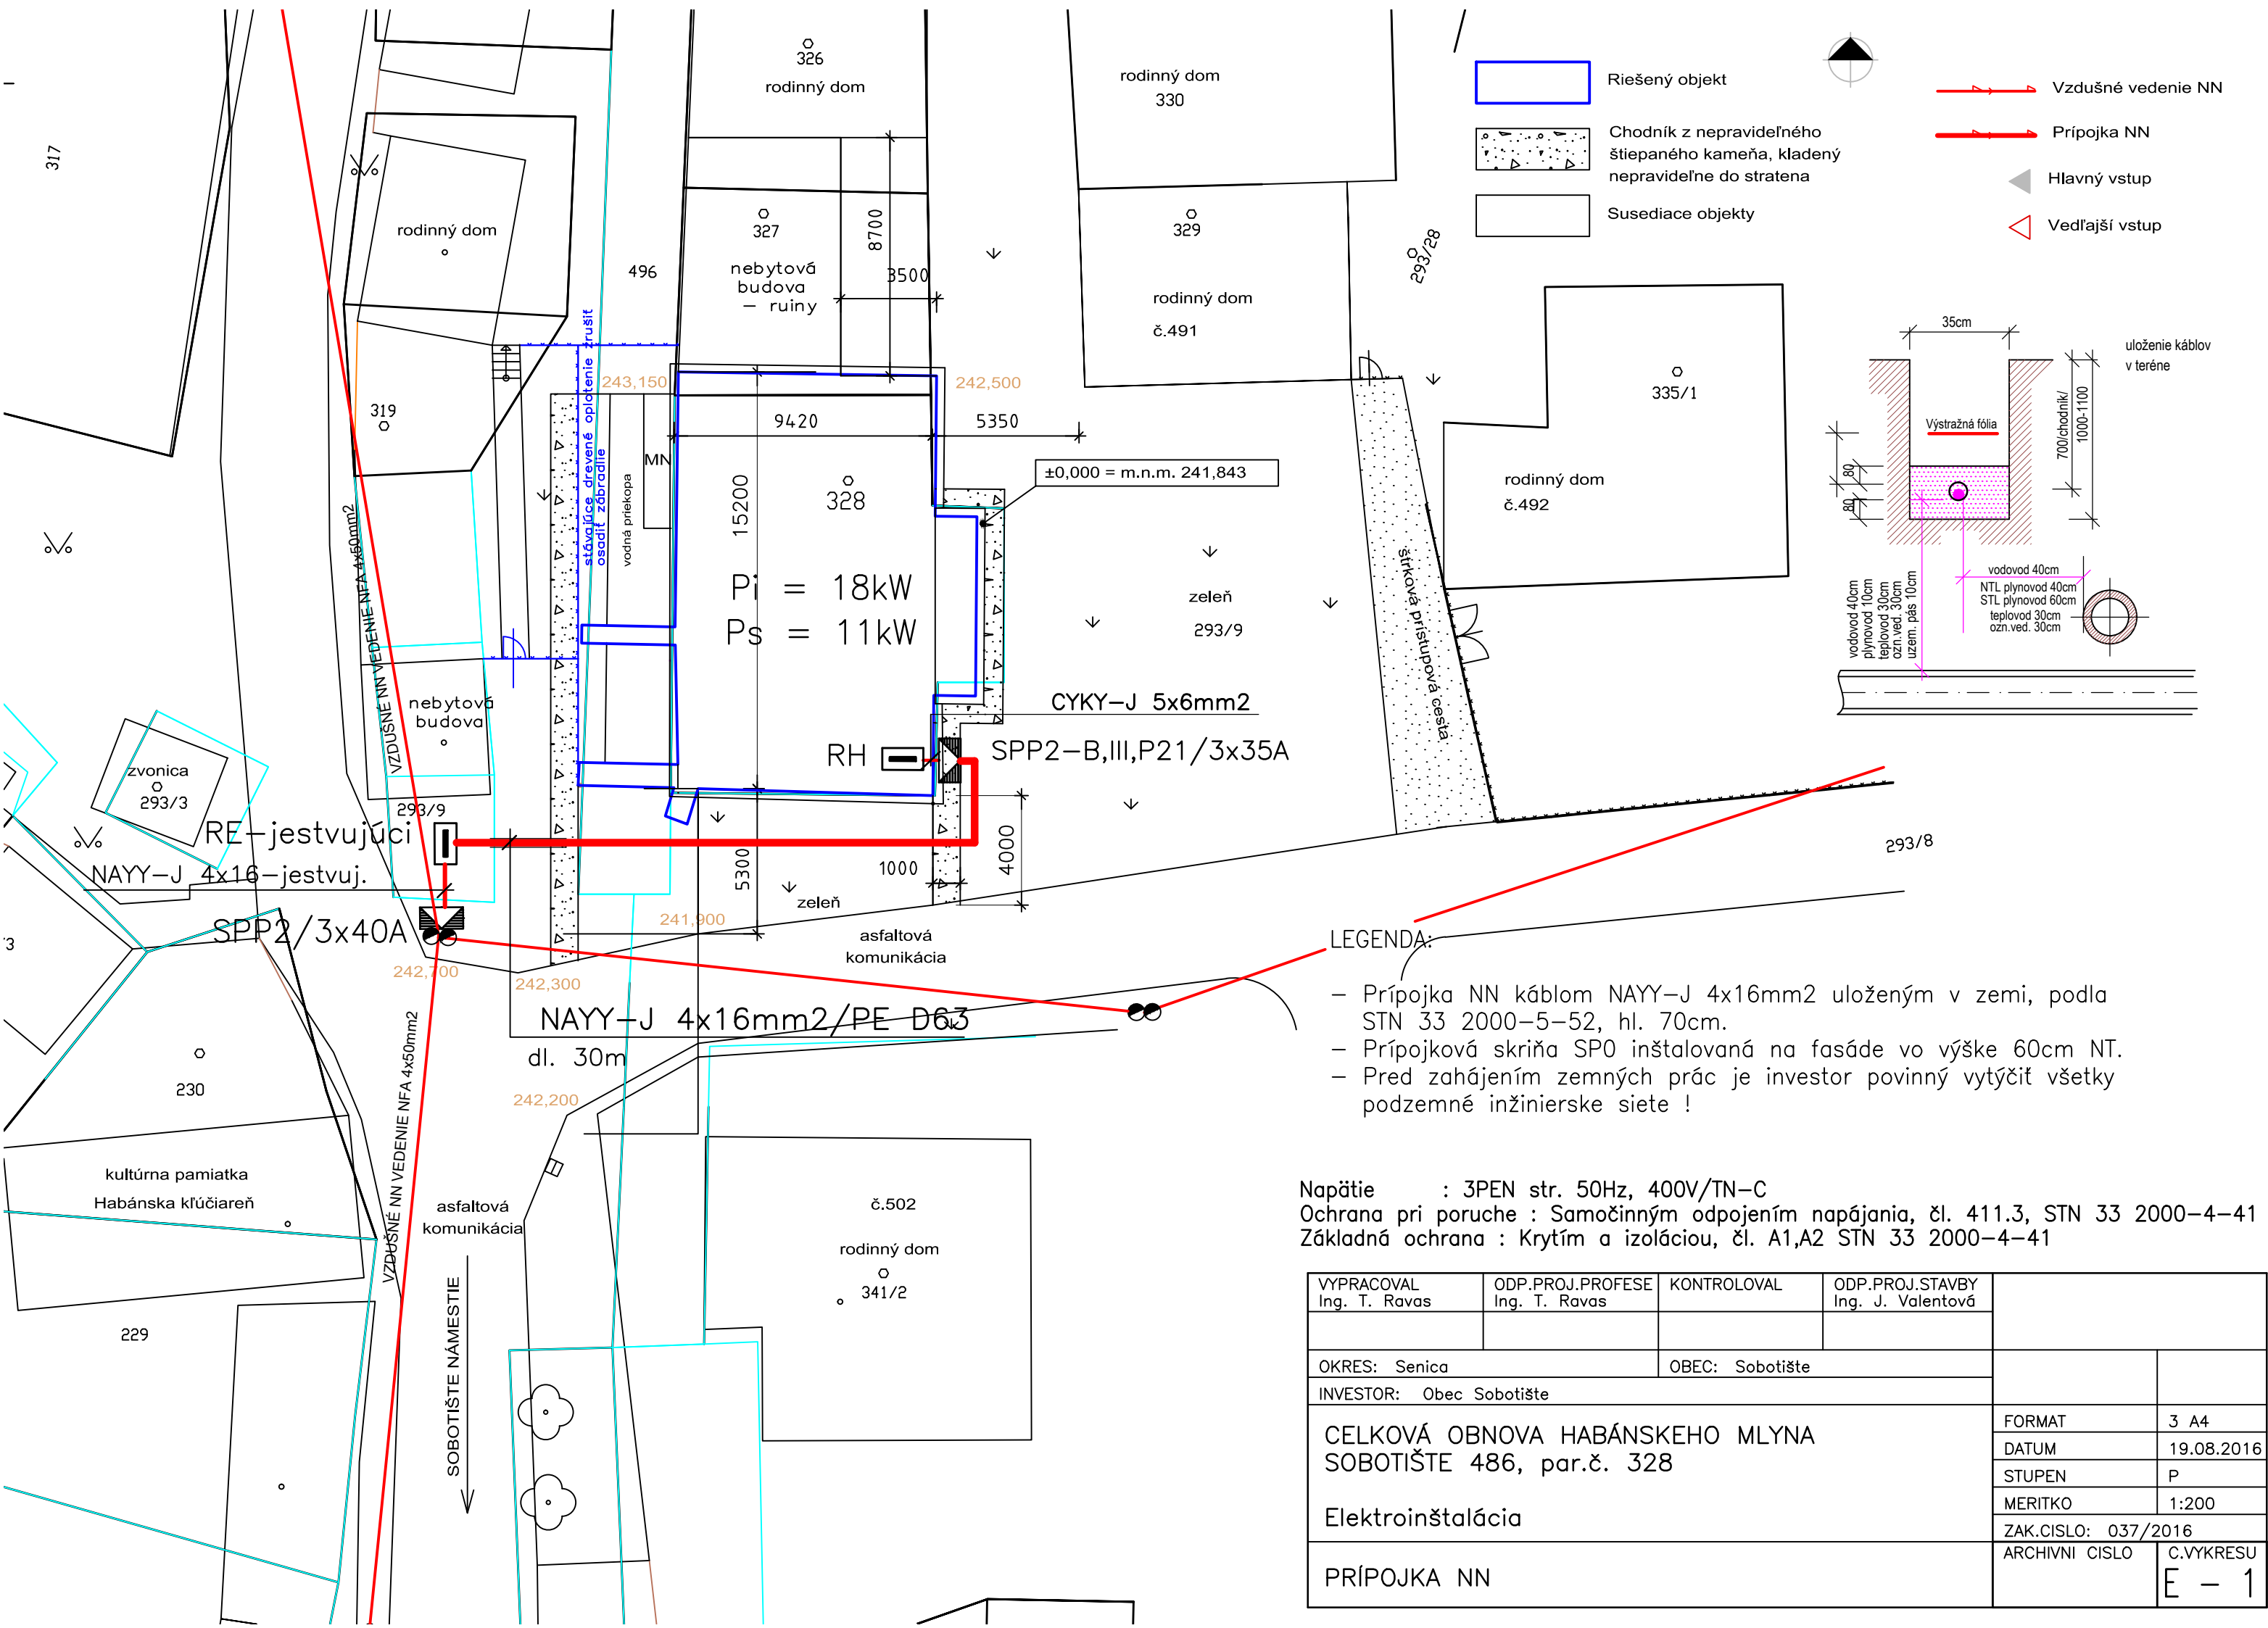 317
326
rodinný dom
rodinný dom
330
rodinný dom
327
nebytová
budova
– ruiny
8700
3500
496
329
rodinný dom
č.491
293/28
319
243,150
242,500
9420
5350
335/1
rodinný dom
č.492
MN
328
15200
±0,000 = m.n.m. 241,843
stávajúce drevené oplotenie zrušiť
osadiť zábradlie
vodná priekopa
VZDUŠNÉ NN VEDENIE NFA 4x50mm2
Pi = 18kW
Ps = 11kW
zeleň
293/9
štrková prístupová cesta
nebytová
budova
zvonica
293/3
293/9
CYKY-J 5x6mm2
RH
SPP2-B,III,P21/3x35A
RE-jestvujúci
NAYY-J 4x16-jestvuj.
SPP2/3x40A
5300
1000
4000
zeleň
241,900
asfaltová
komunikácia
293/8
242,700
242,300
NAYY-J 4x16mm2/PE D63
dl. 30m
242,200
VZDUŠNÉ NN VEDENIE NFA 4x50mm2
230
kultúrna pamiatka
Habánska kľúčiareň
229
asfaltová
komunikácia
SOBOTIŠTE NÁMESTIE
č.502
rodinný dom
341/2
Riešený objekt
Chodník z nepravideľného
štiepaného kameňa, kladený
nepravideľne do stratena
Susediace objekty
Vzdušné vedenie NN
Prípojka NN
Hlavný vstup
Vedľajší vstup
35cm
uloženie káblov
v teréne
Výstražná fólia
700/chodník/
1000-1100
80
80
vodovod 40cm
plynovod 10cm
teplovod 30cm
ozn.ved. 30cm
uzem. pás 10cm
vodovod 40cm
NTL plynovod 40cm
STL plynovod 60cm
teplovod 30cm
ozn.ved. 30cm
LEGENDA:
– Prípojka NN káblom NAYY-J 4x16mm2 uloženým v zemi, podla
STN 33 2000-5-52, hl. 70cm.
– Prípojková skriňa SPO inštalovaná na fasáde vo výške 60cm NT.
– Pred zahájením zemných prác je investor povinný vytýčiť všetky
podzemné inžinierske siete !
Napätie : 3PEN str. 50Hz, 400V/TN-C
Ochrana pri poruche : Samočinným odpojením napájania, čl. 411.3, STN 33 2000-4-41
Základná ochrana : Krytím a izoláciou, čl. A1,A2 STN 33 2000-4-41
VYPRACOVAL ODP.PROJ.PROFESE KONTROLOVAL ODP.PROJ.STAVBY
Ing. T. Ravas Ing. T. Ravas Ing. J. Valentová
OKRES: Senica OBEC: Sobotište
INVESTOR: Obec Sobotište
CELKOVÁ OBNOVA HABÁNSKEHO MLYNA
SOBOTIŠTE 486, par.č. 328
Elektroinštalácia
PRÍPOJKA NN
FORMAT 3 A4
DATUM 19.08.2016
STUPEN P
MERITKO 1:200
ZAK.CISLO: 037/2016
ARCHIVNI CISLO C.VYKRESU
E - 1